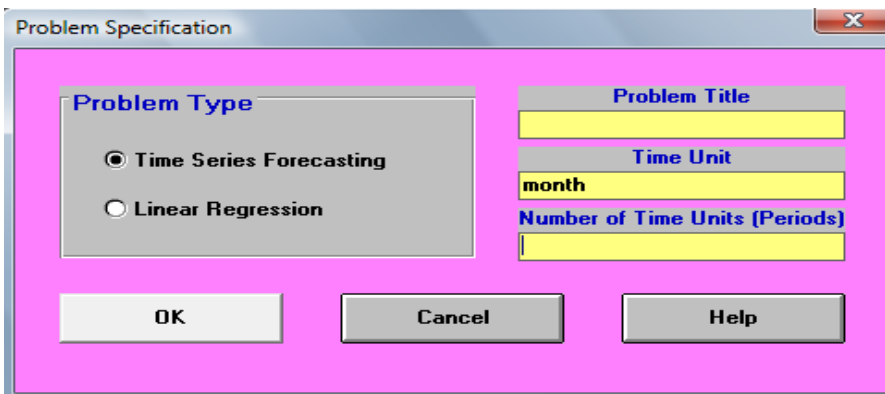 Problem Specification
x
Problem Type
Time Series Forecasting
Linear Regression
Problem Title
Time Unit
month
Number of Time Units (Periods)
OK
Cancel
Help